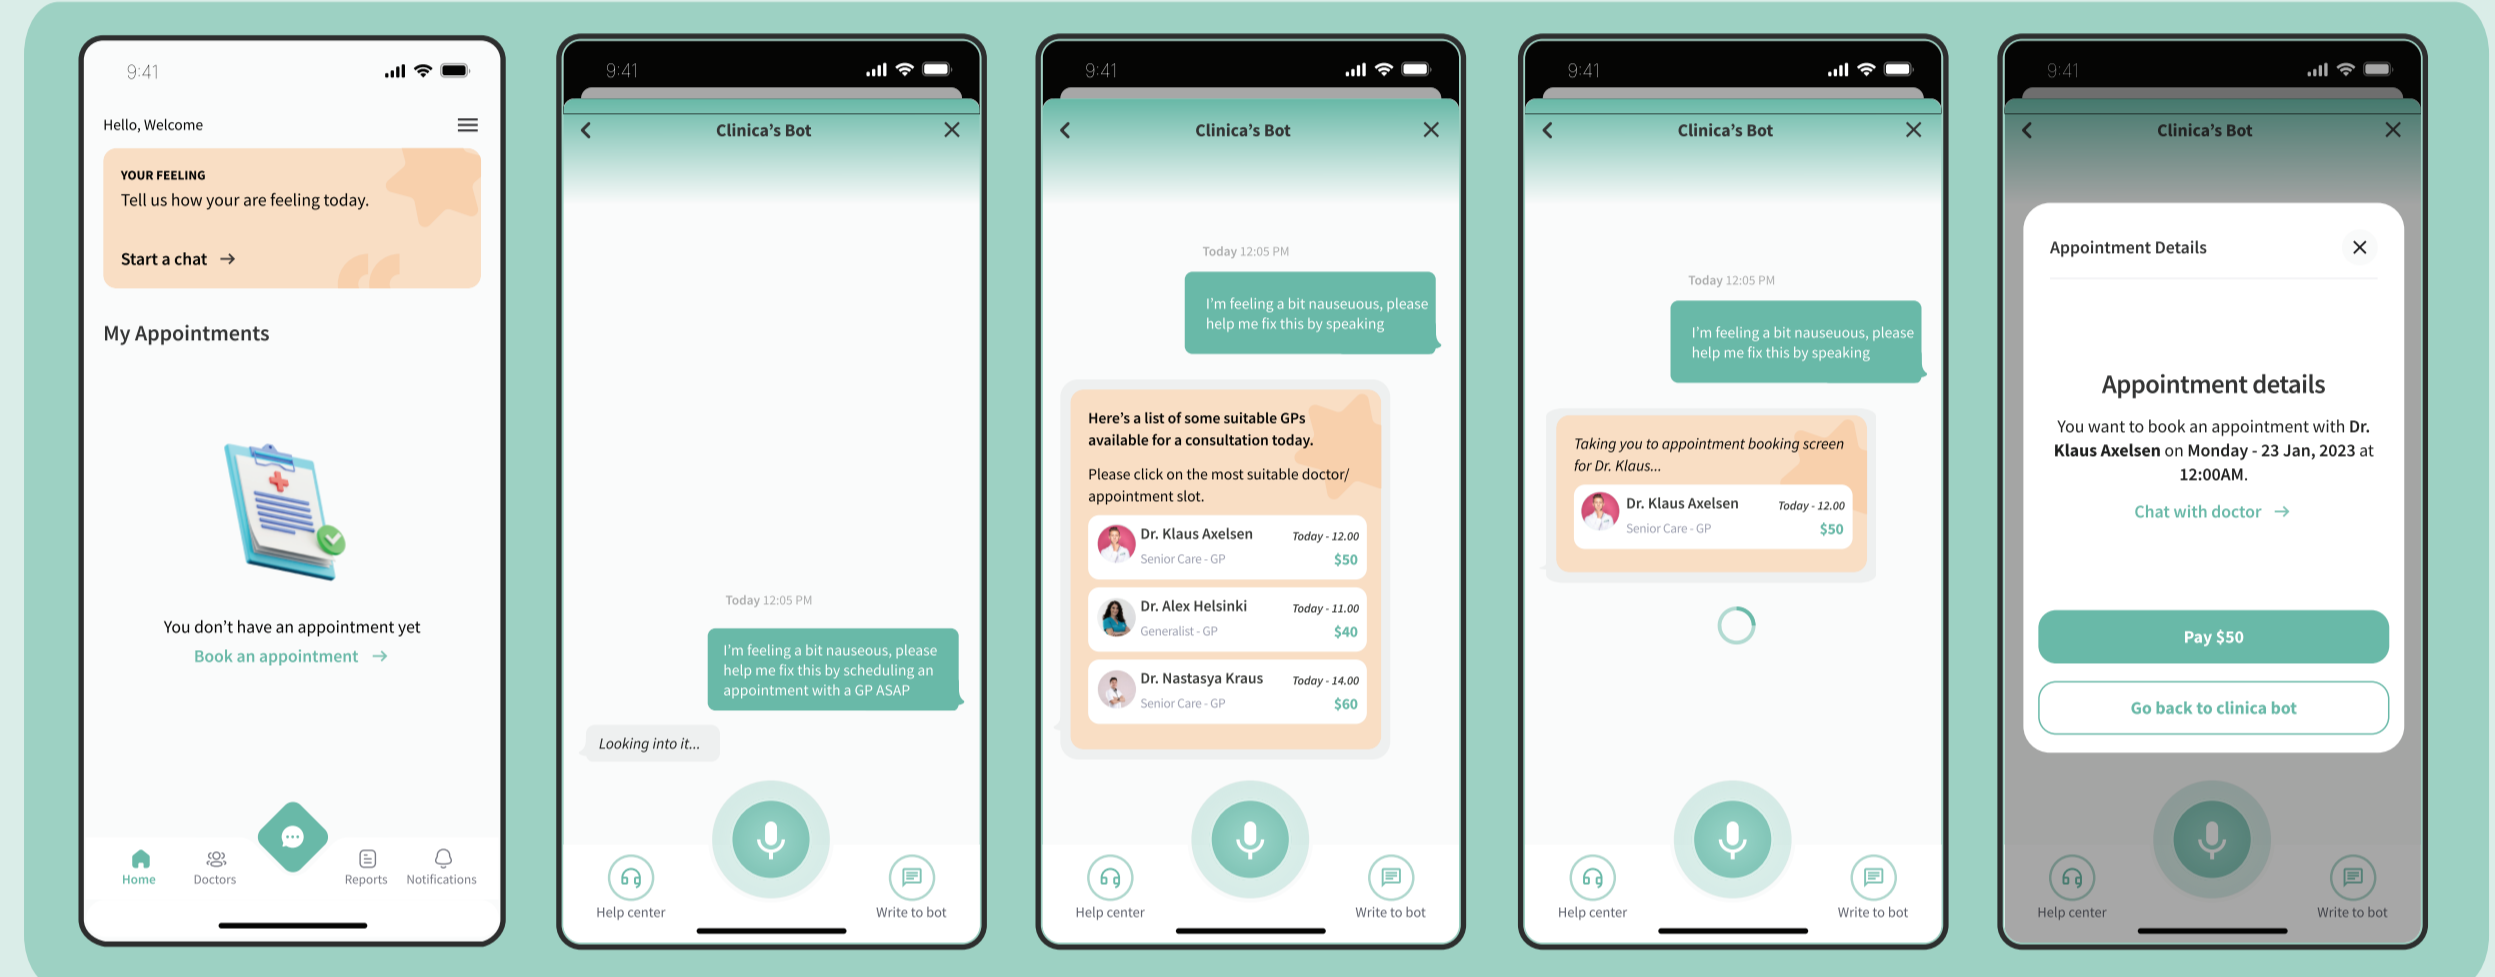 9:41
Hello, Welcome
YOUR FEELING
Tell us how your are feeling today.
Start a chat →
My Appointments
You don't have an appointment yet
Book an appointment →
Home
Doctors
Reports
Notifications
9:41
Clinica's Bot
Today 12:05 PM
I'm feeling a bit nauseous, please
help me fix this by scheduling an
appointment with a GP ASAP
Looking into it...
Help center
Write to bot
9:41
Clinica's Bot
Today 12:05 PM
I'm feeling a bit nauseuous, please
help me fix this by speaking
Here's a list of some suitable GPs
available for a consultation today.
Please click on the most suitable doctor/
appointment slot.
Dr. Klaus Axelsen
Today - 12.00
Senior Care - GP
$50
Dr. Alex Helsinki
Today - 11.00
Generalist - GP
$40
Dr. Nastasya Kraus
Today - 14.00
Senior Care - GP
$60
Help center
Write to bot
9:41
Clinica's Bot
Today 12:05 PM
I'm feeling a bit nauseuous, please
help me fix this by speaking
Taking you to appointment booking screen
for Dr. Klaus...
Dr. Klaus Axelsen
Today - 12.00
Senior Care - GP
$50
Help center
Write to bot
9:41
Clinica's Bot
Appointment Details
Appointment details
You want to book an appointment with Dr.
Klaus Axelsen on Monday - 23 Jan, 2023 at
12:00AM.
Chat with doctor →
Pay $50
Go back to clinica bot
Help center
Write to bot